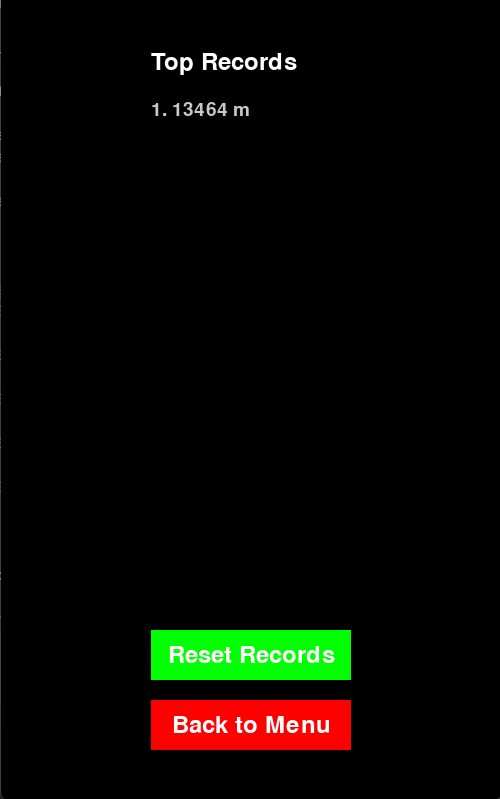 Top Records
1. 13464 m
Reset Records
Back to Menu